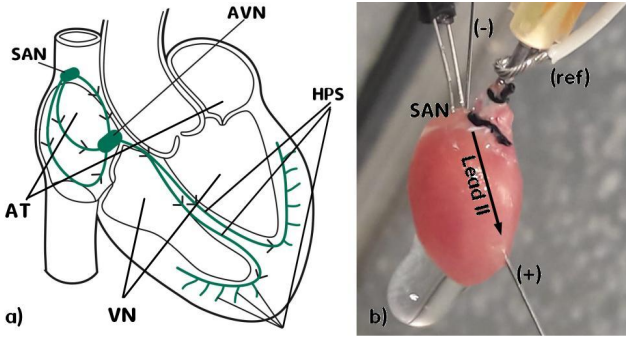 AVN
SAN
HPS
AT
VN
a)
(-)
(ref)
SAN
Lead II
(+)
b)